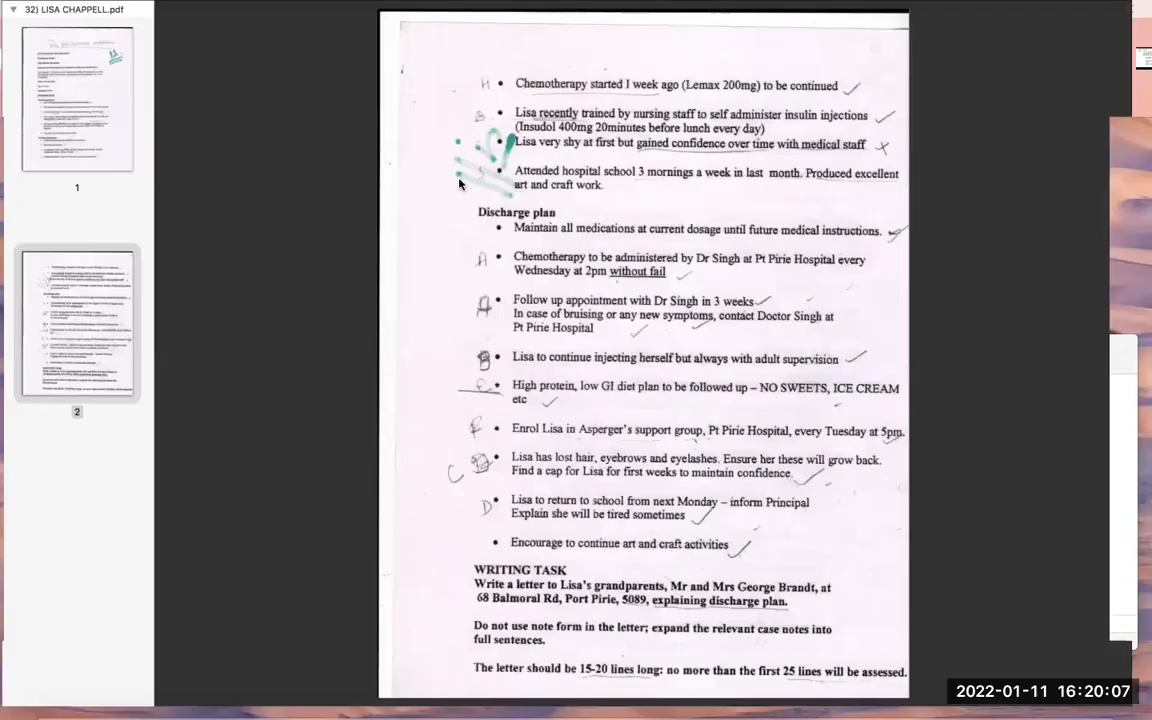 32) LISA CHAPPELL.pdf
1
2
H • Chemotherapy started 1 week ago (Lemax 200mg) to be continued
B • Lisa recently trained by nursing staff to self administer insulin injections
(Insudol 400mg 20minutes before lunch every day)
Lisa very shy at first but gained confidence over time with medical staff
S • Attended hospital school 3 mornings a week in last month. Produced excellent
art and craft work.
Discharge plan
• Maintain all medications at current dosage until future medical instructions.
A • Chemotherapy to be administered by Dr Singh at Pt Pirie Hospital every
Wednesday at 2pm without fail
A • Follow up appointment with Dr Singh in 3 weeks
In case of bruising or any new symptoms, contact Doctor Singh at
Pt Pirie Hospital
B • Lisa to continue injecting herself but always with adult supervision
• High protein, low GI diet plan to be followed up – NO SWEETS, ICE CREAM
etc
• Enrol Lisa in Asperger's support group, Pt Pirie Hospital, every Tuesday at 5pm.
C • Lisa has lost hair, eyebrows and eyelashes. Ensure her these will grow back.
Find a cap for Lisa for first weeks to maintain confidence.
D • Lisa to return to school from next Monday – inform Principal
Explain she will be tired sometimes
• Encourage to continue art and craft activities
WRITING TASK
Write a letter to Lisa's grandparents, Mr and Mrs George Brandt, at
68 Balmoral Rd, Port Pirie, 5089, explaining discharge plan.
Do not use note form in the letter; expand the relevant case notes into
full sentences.
The letter should be 15-20 lines long: no more than the first 25 lines will be assessed.
2022-01-11 16:20:07